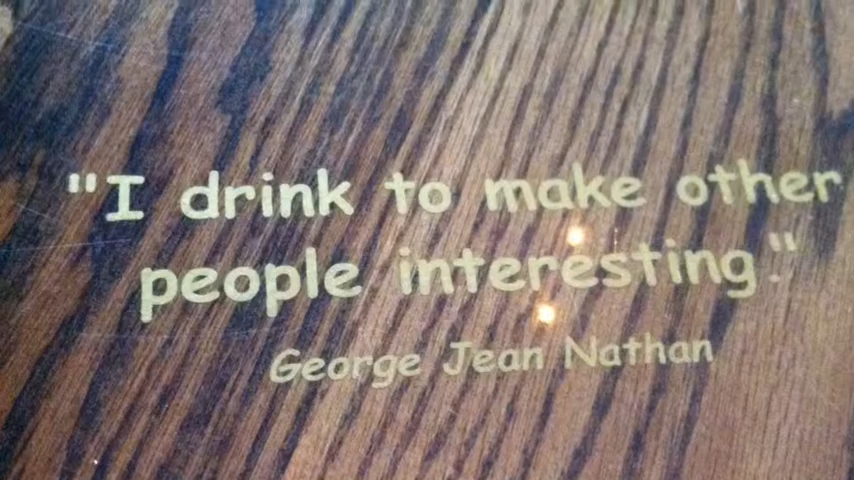 "I drink to make other
people interesting."
George Jean Nathan